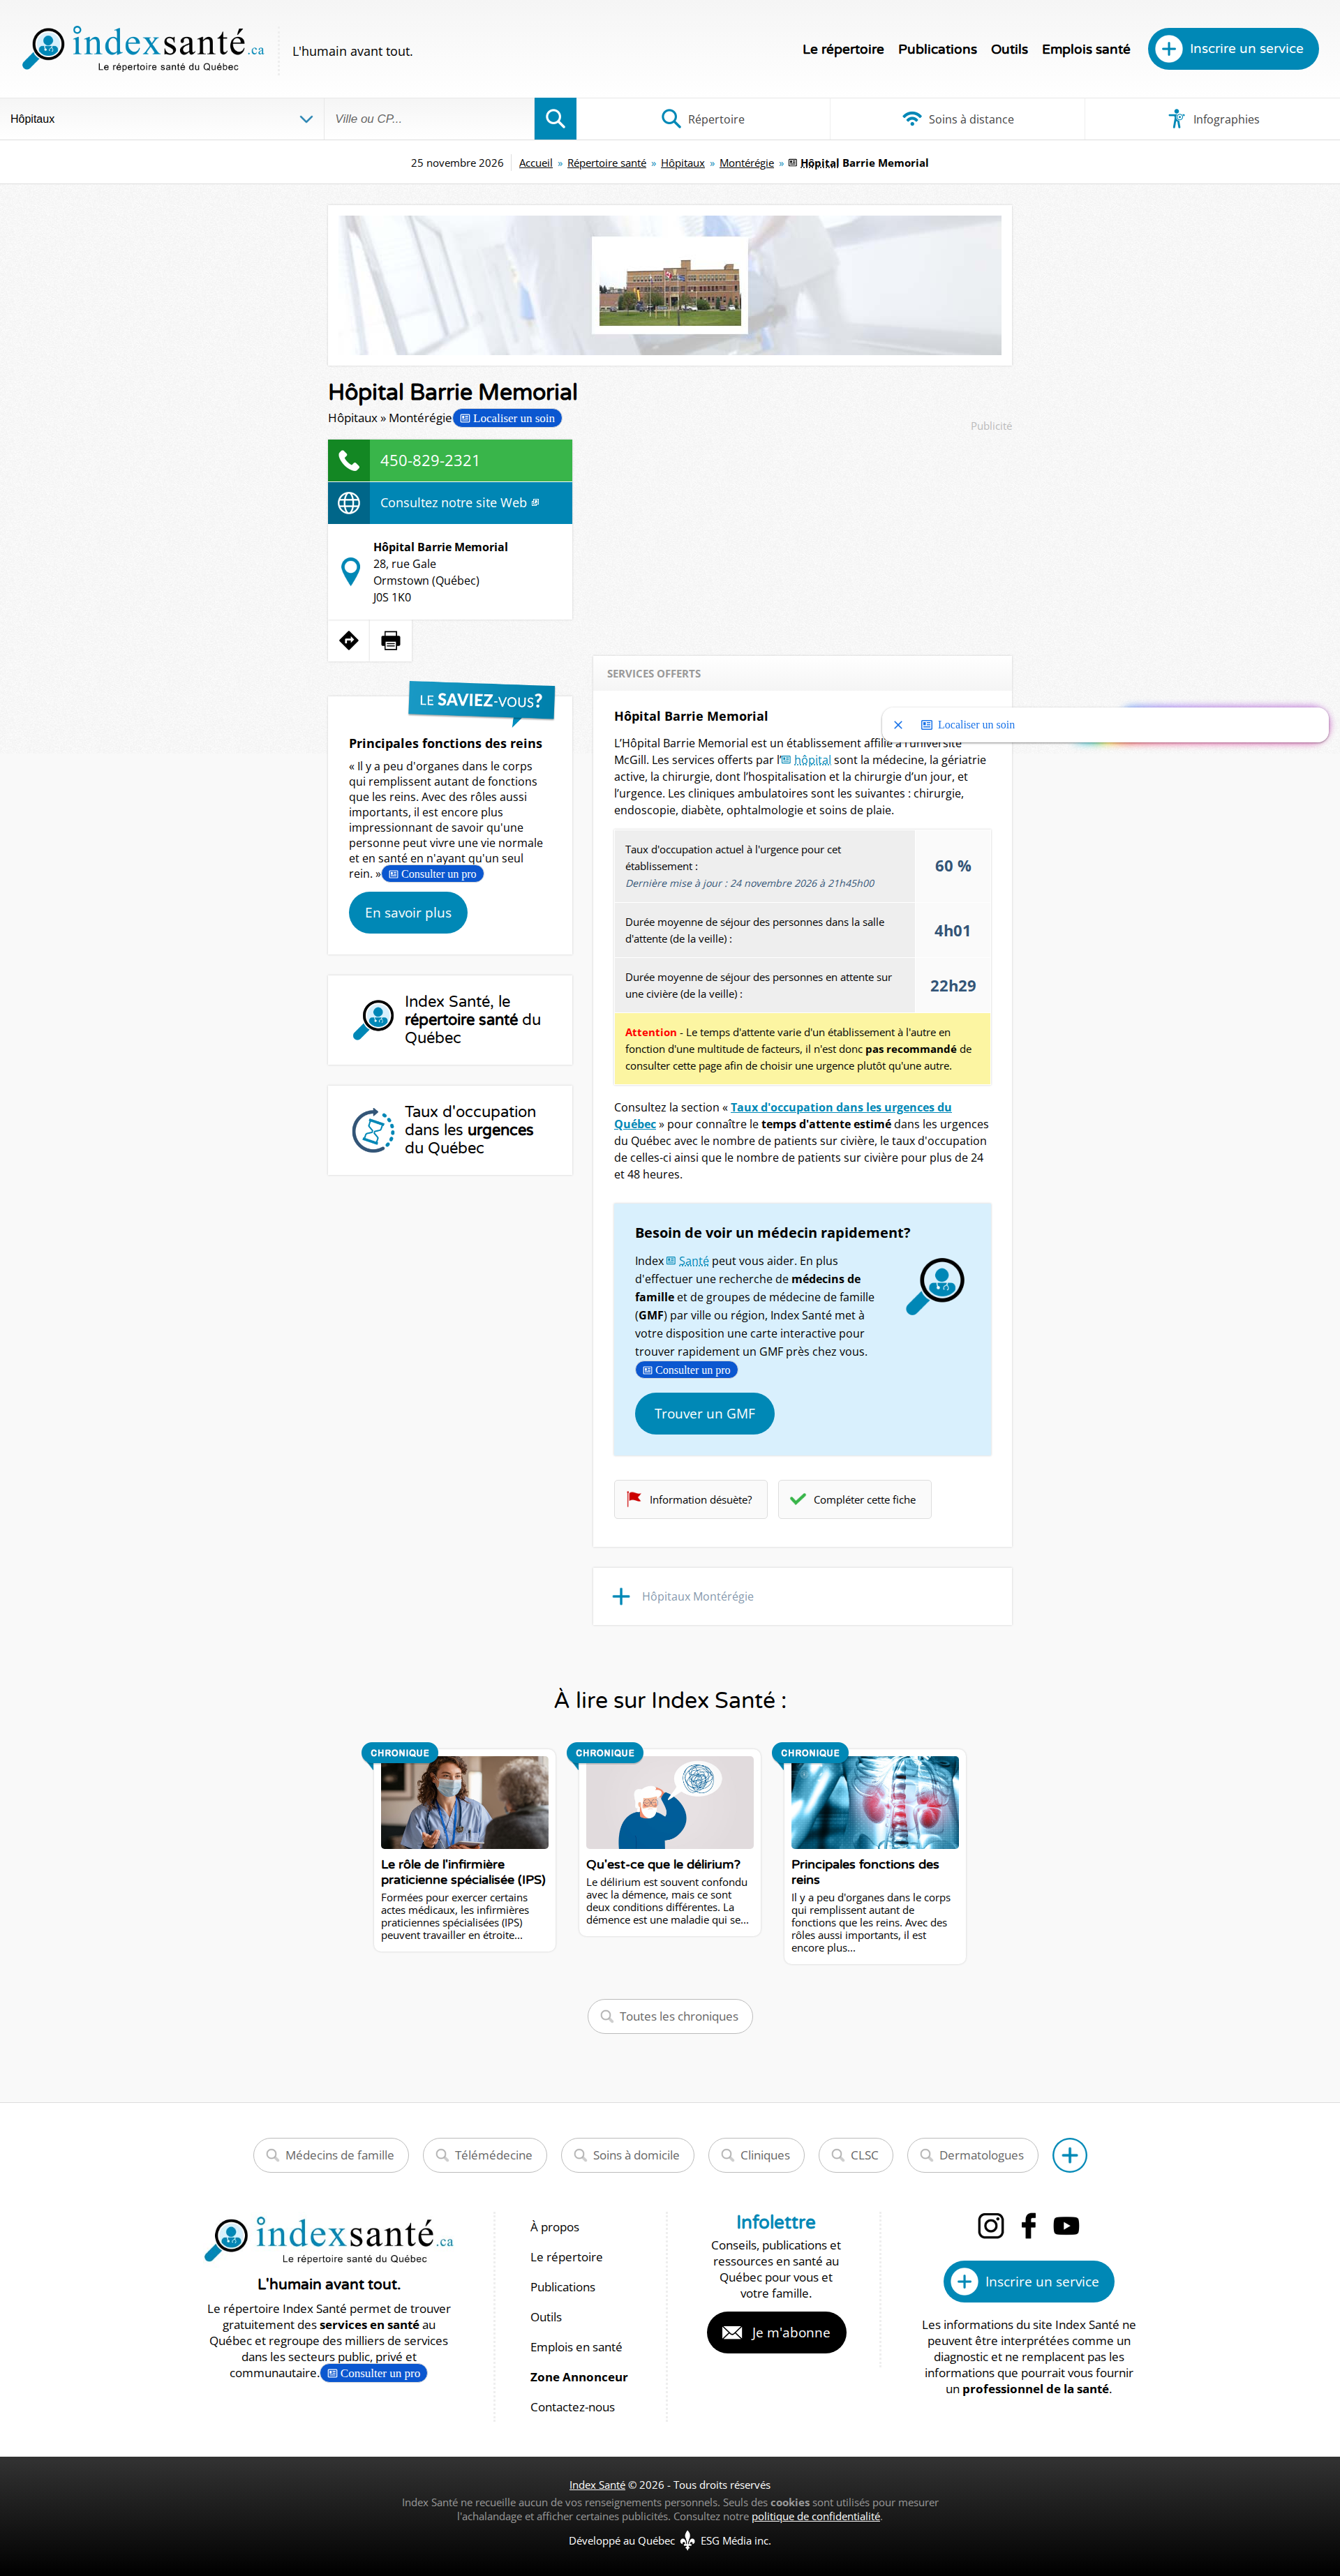 indexsanté.ca
Le répertoire santé du Québec
L'humain avant tout.
Le répertoire
Publications
Outils
Emplois santé
Inscrire un service
Hôpitaux
Ville ou CP...
Répertoire
Soins à distance
Infographies
25 novembre 2026
Accueil » Répertoire santé » Hôpitaux » Montérégie » Hôpital Barrie Memorial
Hôpital Barrie Memorial
Hôpitaux » Montérégie Localiser un soin
Publicité
450-829-2321
Consultez notre site Web
Hôpital Barrie Memorial
28, rue Gale
Ormstown (Québec)
J0S 1K0
LE SAVIEZ-VOUS?
Principales fonctions des reins
« Il y a peu d'organes dans le corps
qui remplissent autant de fonctions
que les reins. Avec des rôles aussi
importants, il est encore plus
impressionnant de savoir qu'une
personne peut vivre une vie normale
et en santé en n'ayant qu'un seul
rein. » Consulter un pro
En savoir plus
Index Santé, le
répertoire santé du
Québec
Taux d'occupation
dans les urgences
du Québec
SERVICES OFFERTS
Hôpital Barrie Memorial
Localiser un soin
L'Hôpital Barrie Memorial est un établissement affilié à l'université
McGill. Les services offerts par l' hôpital sont la médecine, la gériatrie
active, la chirurgie, dont l'hospitalisation et la chirurgie d'un jour, et
l'urgence. Les cliniques ambulatoires sont les suivantes : chirurgie,
endoscopie, diabète, ophtalmologie et soins de plaie.
Taux d'occupation actuel à l'urgence pour cet
établissement :
Dernière mise à jour : 24 novembre 2026 à 21h45h00
60 %
Durée moyenne de séjour des personnes dans la salle
d'attente (de la veille) :
4h01
Durée moyenne de séjour des personnes en attente sur
une civière (de la veille) :
22h29
Attention - Le temps d'attente varie d'un établissement à l'autre en
fonction d'une multitude de facteurs, il n'est donc pas recommandé de
consulter cette page afin de choisir une urgence plutôt qu'une autre.
Consultez la section « Taux d'occupation dans les urgences du
Québec » pour connaître le temps d'attente estimé dans les urgences
du Québec avec le nombre de patients sur civière, le taux d'occupation
de celles-ci ainsi que le nombre de patients sur civière pour plus de 24
et 48 heures.
Besoin de voir un médecin rapidement?
Index Santé peut vous aider. En plus
d'effectuer une recherche de médecins de
famille et de groupes de médecine de famille
(GMF) par ville ou région, Index Santé met à
votre disposition une carte interactive pour
trouver rapidement un GMF près chez vous.
Consulter un pro
Trouver un GMF
Information désuète?
Compléter cette fiche
Hôpitaux Montérégie
À lire sur Index Santé :
CHRONIQUE
Le rôle de l'infirmière
praticienne spécialisée (IPS)
Formées pour exercer certains
actes médicaux, les infirmières
praticiennes spécialisées (IPS)
peuvent travailler en étroite...
CHRONIQUE
Qu'est-ce que le délirium?
Le délirium est souvent confondu
avec la démence, mais ce sont
deux conditions différentes. La
démence est une maladie qui se...
CHRONIQUE
Principales fonctions des
reins
Il y a peu d'organes dans le corps
qui remplissent autant de
fonctions que les reins. Avec des
rôles aussi importants, il est
encore plus...
Toutes les chroniques
Médecins de famille
Télémédecine
Soins à domicile
Cliniques
CLSC
Dermatologues
indexsanté.ca
Le répertoire santé du Québec
L'humain avant tout.
Le répertoire Index Santé permet de trouver
gratuitement des services en santé au
Québec et regroupe des milliers de services
dans les secteurs public, privé et
communautaire. Consulter un pro
À propos
Le répertoire
Publications
Outils
Emplois en santé
Zone Annonceur
Contactez-nous
Infolettre
Conseils, publications et
ressources en santé au
Québec pour vous et
votre famille.
Je m'abonne
Inscrire un service
Les informations du site Index Santé ne
peuvent être interprétées comme un
diagnostic et ne remplacent pas les
informations que pourrait vous fournir
un professionnel de la santé.
Index Santé © 2026 - Tous droits réservés
Index Santé ne recueille aucun de vos renseignements personnels. Seuls des cookies sont utilisés pour mesurer
l'achalandage et afficher certaines publicités. Consultez notre politique de confidentialité.
Développé au Québec ESG Média inc.